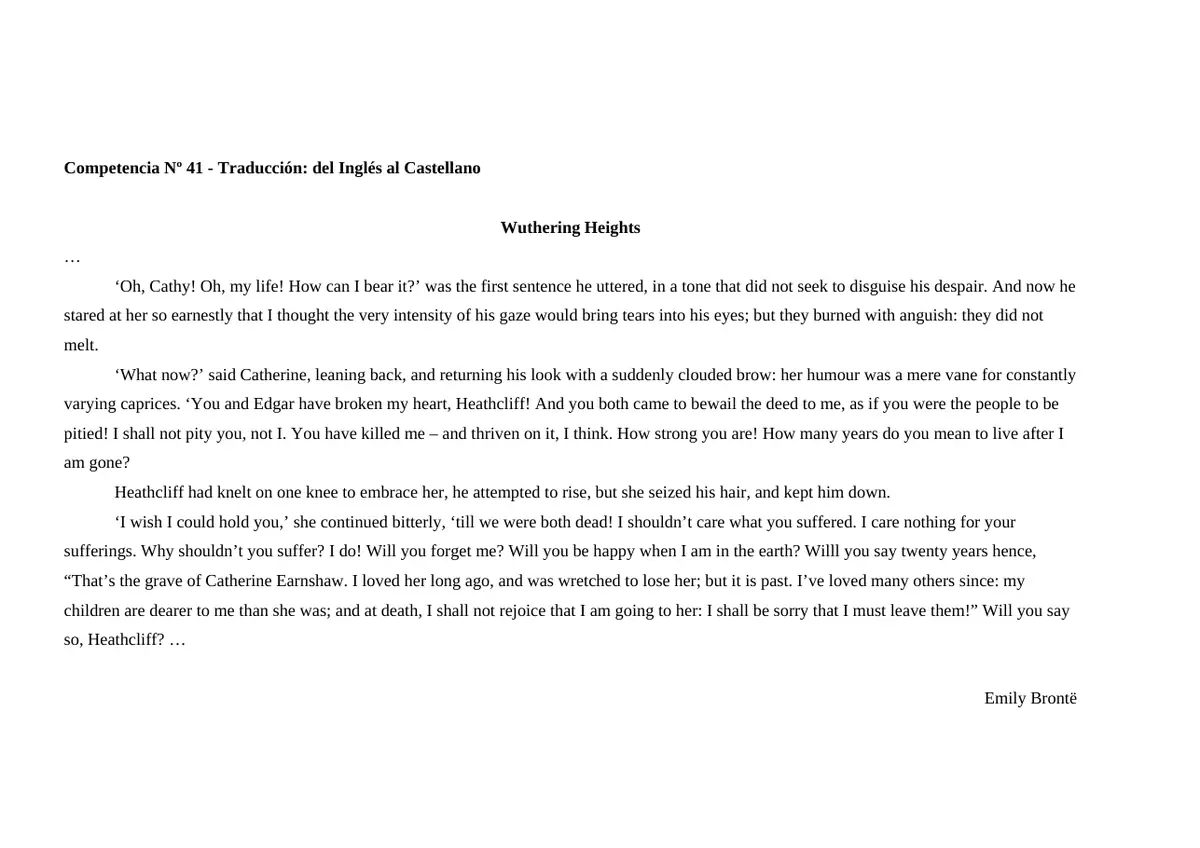 Competencia Nº 41 - Traducción: del Inglés al Castellano
Wuthering Heights
…
‘Oh, Cathy! Oh, my life! How can I bear it?’ was the first sentence he uttered, in a tone that did not seek to disguise his despair. And now he
stared at her so earnestly that I thought the very intensity of his gaze would bring tears into his eyes; but they burned with anguish: they did not
melt.
‘What now?’ said Catherine, leaning back, and returning his look with a suddenly clouded brow: her humour was a mere vane for constantly
varying caprices. ‘You and Edgar have broken my heart, Heathcliff! And you both came to bewail the deed to me, as if you were the people to be
pitied! I shall not pity you, not I. You have killed me – and thriven on it, I think. How strong you are! How many years do you mean to live after I
am gone?
Heathcliff had knelt on one knee to embrace her, he attempted to rise, but she seized his hair, and kept him down.
‘I wish I could hold you,’ she continued bitterly, ‘till we were both dead! I shouldn’t care what you suffered. I care nothing for your
sufferings. Why shouldn’t you suffer? I do! Will you forget me? Will you be happy when I am in the earth? Willl you say twenty years hence,
“That’s the grave of Catherine Earnshaw. I loved her long ago, and was wretched to lose her; but it is past. I’ve loved many others since: my
children are dearer to me than she was; and at death, I shall not rejoice that I am going to her: I shall be sorry that I must leave them!” Will you say
so, Heathcliff? …
Emily Brontë